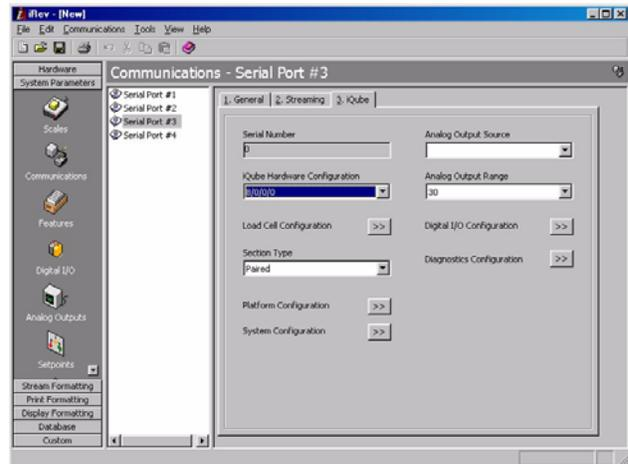 iRev - [New]
File Edit Communications Tools View Help
Hardware
System Parameters
Scales
Communications
Features
Digital I/O
Analog Outputs
Setpoints
Stream Formatting
Print Formatting
Display Formatting
Database
Custom
Communications - Serial Port #3
Serial Port #1
Serial Port #2
Serial Port #3
Serial Port #4
1. General
2. Streaming
3. iQube
Serial Number
0
iQube Hardware Configuration
8/0/0/0
Load Cell Configuration >>
Section Type
Paired
Platform Configuration >>
System Configuration >>
Analog Output Source
Analog Output Range
30
Digital I/O Configuration >>
Diagnostics Configuration >>